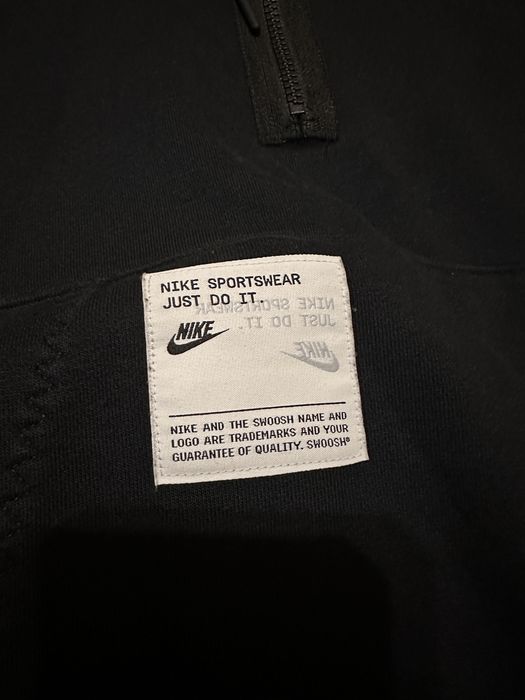 NIKE SPORTSWEAR
JUST DO IT.
NIKE
NIKE SPORTSWEAR
JUST DO IT.
NIKE
NIKE AND THE SWOOSH NAME AND
LOGO ARE TRADEMARKS AND YOUR
GUARANTEE OF QUALITY. SWOOSH®